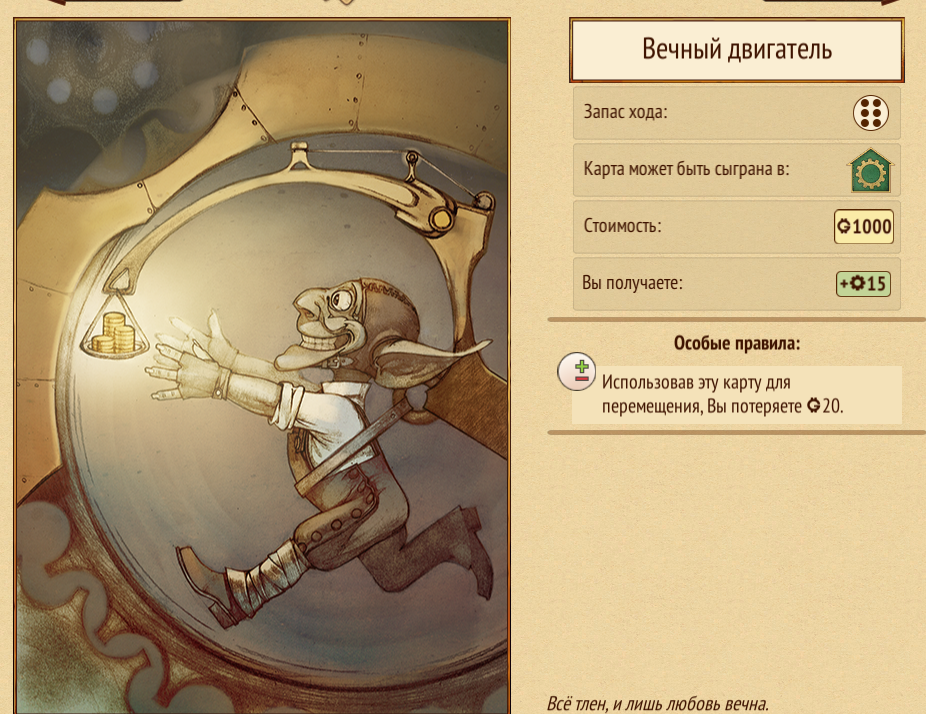 Вечный двигатель
Запас хода:
Карта может быть сыграна в:
Стоимость:
1000
Вы получаете:
+15
Особые правила:
Использовав эту карту для
перемещения, Вы потеряете 20.
Всё тлен, и лишь любовь вечна.